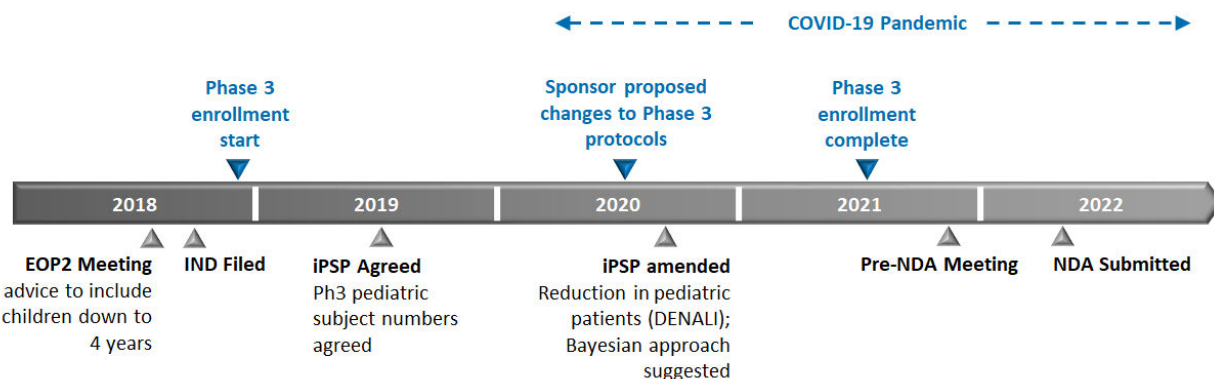 COVID-19 Pandemic
Phase 3
enrollment
start
Sponsor proposed
changes to Phase 3
protocols
Phase 3
enrollment
complete
2018
2019
2020
2021
2022
EOP2 Meeting
advice to include
children down to
4 years
IND Filed
iPSP Agreed
Ph3 pediatric
subject numbers
agreed
iPSP amended
Reduction in pediatric
patients (DENALI);
Bayesian approach
suggested
Pre-NDA Meeting
NDA Submitted